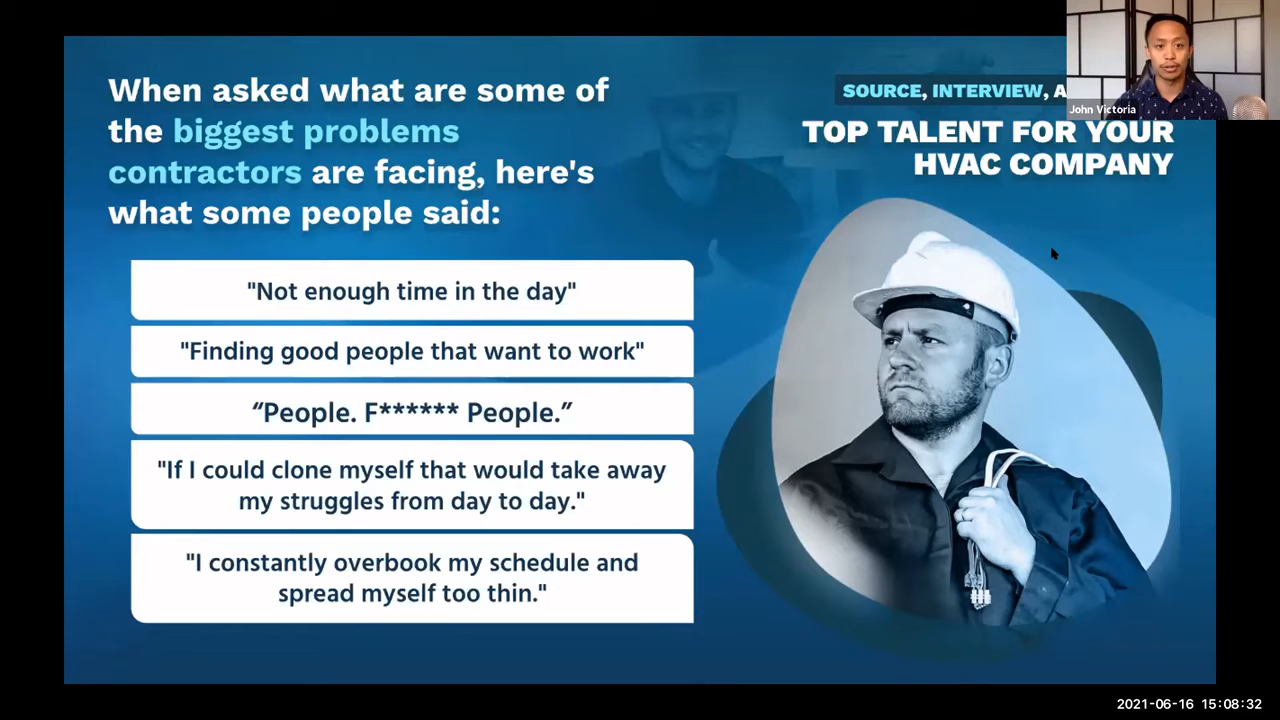 When asked what are some of
the biggest problems
contractors are facing, here's
what some people said:
"Not enough time in the day"
"Finding good people that want to work"
“People. F****** People.”
"If I could clone myself that would take away
my struggles from day to day."
"I constantly overbook my schedule and
spread myself too thin."
SOURCE, INTERVIEW, A
TOP TALENT FOR YOUR
HVAC COMPANY
John Victoria
2021-06-16 15:08:32